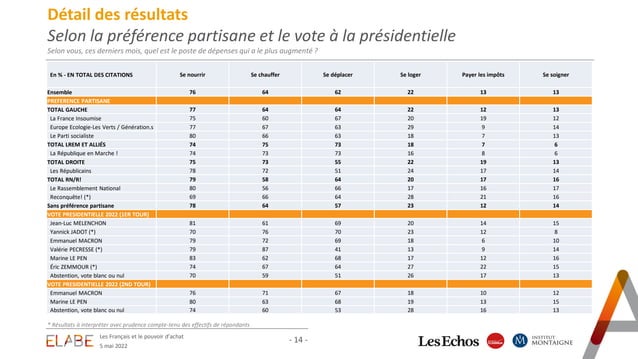 Détail des résultats
Selon la préférence partisane et le vote à la présidentielle
Selon vous, ces derniers mois, quel est le poste de dépenses qui a le plus augmenté ?
En % - EN TOTAL DES CITATIONS Se nourrir Se chauffer Se déplacer Se loger Payer les impôts Se soigner
Ensemble 76 64 62 22 13 13
PREFERENCE PARTISANE
TOTAL GAUCHE 77 64 64 22 12 13
La France Insoumise 75 60 67 20 19 12
Europe Ecologie-Les Verts / Génération.s 77 67 63 29 9 14
Le Parti socialiste 80 66 63 18 7 13
TOTAL LREM ET ALLIÉS 74 75 73 18 7 6
La République en Marche ! 74 73 73 16 8 6
TOTAL DROITE 75 73 55 22 19 13
Les Républicains 78 72 51 24 17 14
TOTAL RN/R! 79 58 64 20 17 16
Le Rassemblement National 80 56 66 17 16 17
Reconquête! (*) 69 66 64 28 21 16
Sans préférence partisane 78 64 57 23 12 14
VOTE PRESIDENTIELLE 2022 (1ER TOUR)
Jean-Luc MELENCHON 81 61 69 20 14 15
Yannick JADOT (*) 70 76 70 23 12 8
Emmanuel MACRON 79 72 69 18 6 10
Valérie PECRESSE (*) 79 87 41 13 9 14
Marine LE PEN 83 62 68 17 12 16
Éric ZEMMOUR (*) 74 67 64 27 22 15
Abstention, vote blanc ou nul 70 59 51 26 17 13
VOTE PRESIDENTIELLE 2022 (2ND TOUR)
Emmanuel MACRON 76 71 67 18 10 12
Marine LE PEN 80 63 68 19 13 15
Abstention, vote blanc ou nul 74 60 53 28 16 13
* Résultats à interpréter avec prudence compte-tenu des effectifs de répondants
ELABE
Les Français et le pouvoir d'achat
5 mai 2022
- 14 -
Les Echos
M INSTITUT
MONTAIGNE